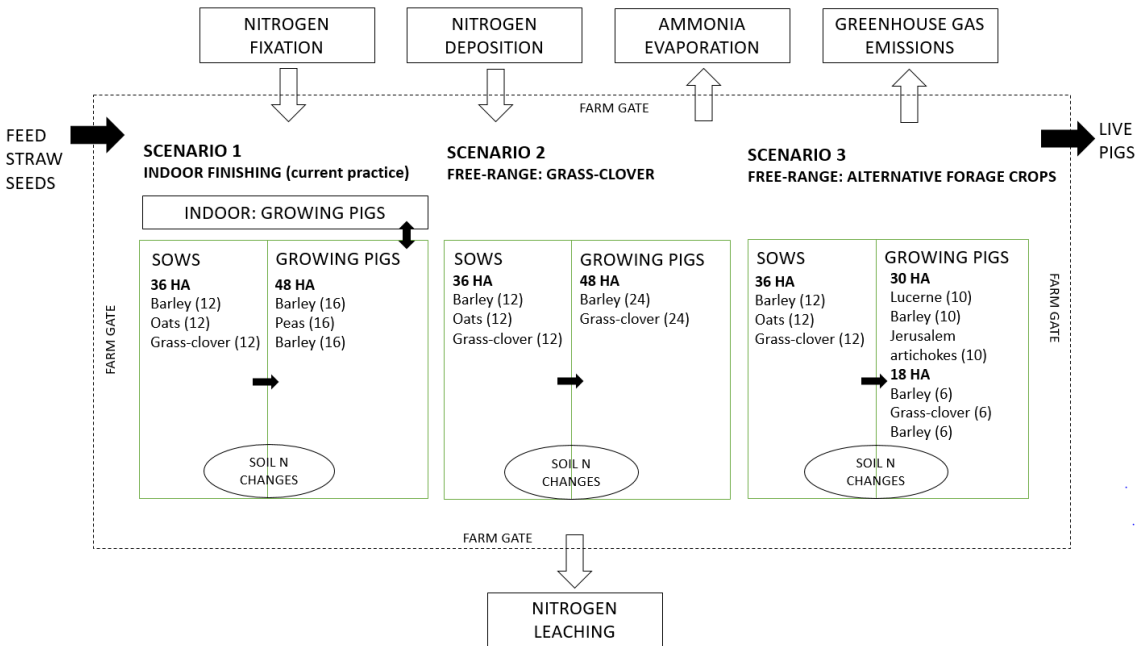 NITROGEN
FIXATION
NITROGEN
DEPOSITION
AMMONIA
EVAPORATION
GREENHOUSE GAS
EMISSIONS
FARM GATE
FEED
STRAW
SEEDS
LIVE
PIGS
SCENARIO 1
INDOOR FINISHING (current practice)
INDOOR: GROWING PIGS
SOWS
36 HA
Barley (12)
Oats (12)
Grass-clover (12)
GROWING PIGS
48 HA
Barley (16)
Peas (16)
Barley (16)
SOIL N
CHANGES
SCENARIO 2
FREE-RANGE: GRASS-CLOVER
SOWS
36 HA
Barley (12)
Oats (12)
Grass-clover (12)
GROWING PIGS
48 HA
Barley (24)
Grass-clover (24)
SOIL N
CHANGES
SCENARIO 3
FREE-RANGE: ALTERNATIVE FORAGE CROPS
SOWS
36 HA
Barley (12)
Oats (12)
Grass-clover (12)
GROWING PIGS
30 HA
Lucerne (10)
Barley (10)
Jerusalem
artichokes (10)
18 HA
Barley (6)
Grass-clover (6)
Barley (6)
SOIL N
CHANGES
FARM GATE
FARM GATE
FARM GATE
NITROGEN
LEACHING